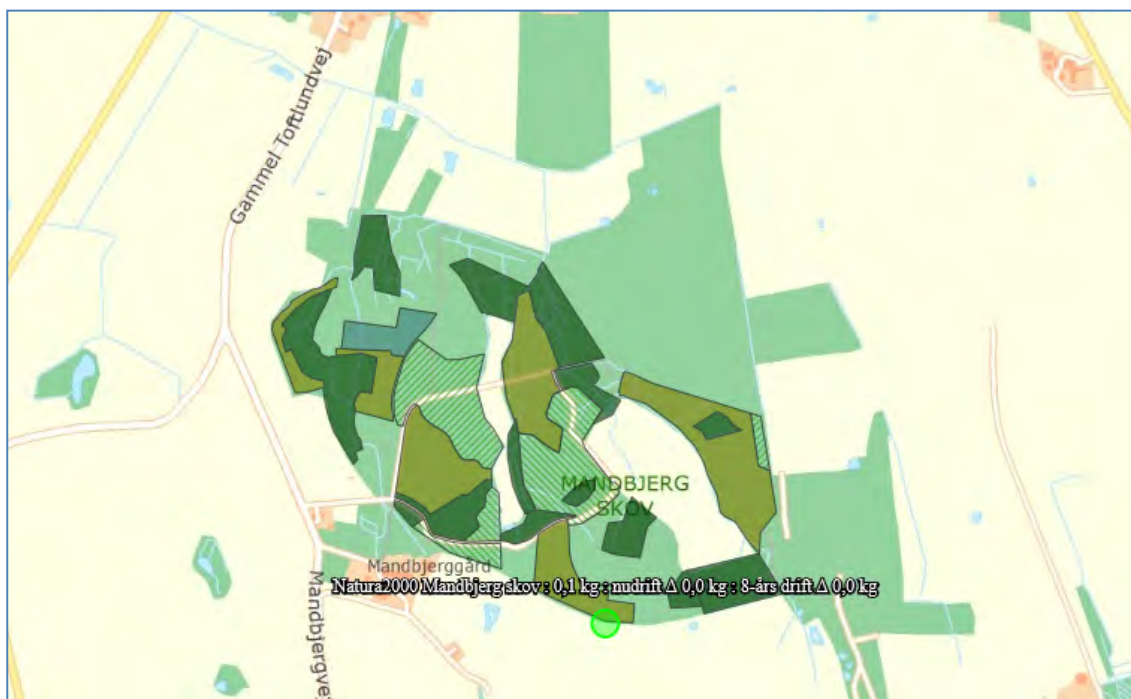 Gammel Toftlundvej
MANDBJERG
SKOV
Mandbjerggård
Natura2000 Mandbjerg skov : 0,1 kg : nudrift Δ 0,0 kg : 8-års drift Δ 0,0 kg
Mandbjergvej